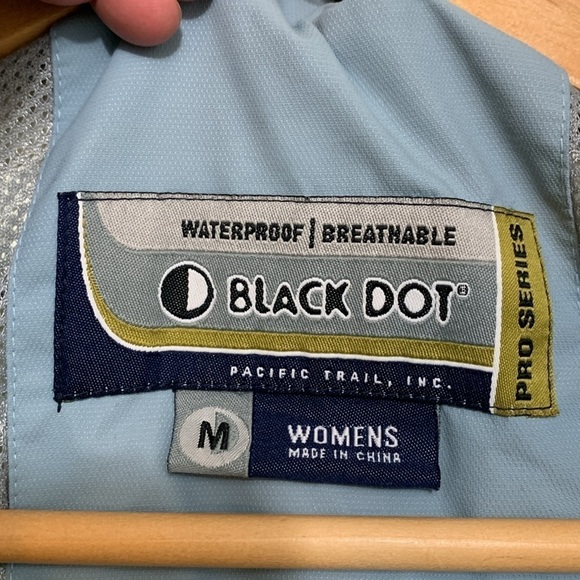 WATERPROOF | BREATHABLE
BLACK DOT®
PRO SERIES
PACIFIC TRAIL, INC.
M
WOMENS
MADE IN CHINA